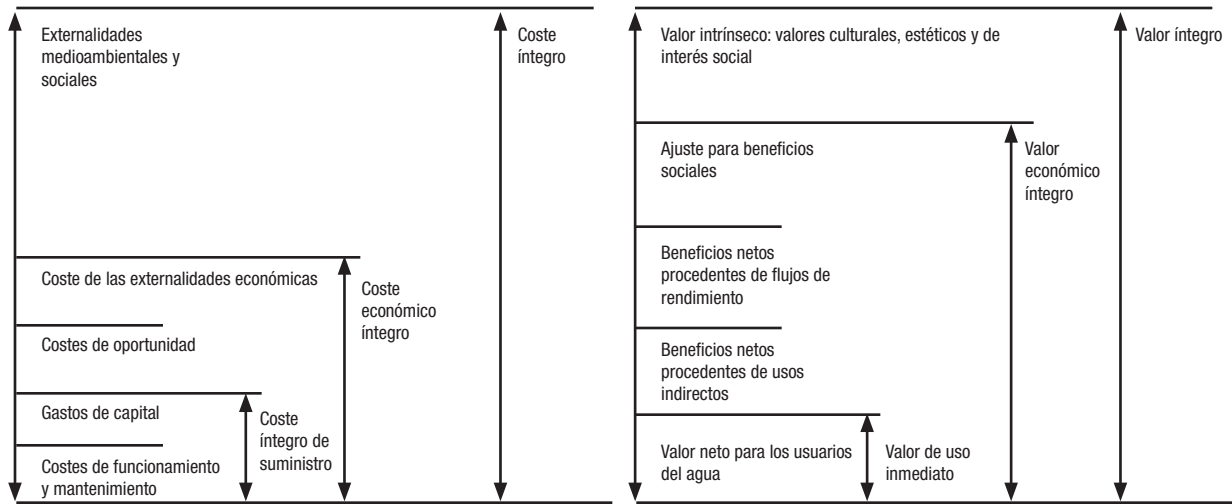 Externalidades
medioambientales y
sociales
Coste
íntegro
Coste de las externalidades económicas
Coste
económico
íntegro
Costes de oportunidad
Gastos de capital
Coste
íntegro de
suministro
Costes de funcionamiento
y mantenimiento
Valor intrínseco: valores culturales, estéticos y de
interés social
Valor íntegro
Ajuste para beneficios
sociales
Valor
económico
íntegro
Beneficios netos
procedentes de flujos de
rendimiento
Beneficios netos
procedentes de usos
indirectos
Valor neto para los usuarios
del agua
Valor de uso
inmediato